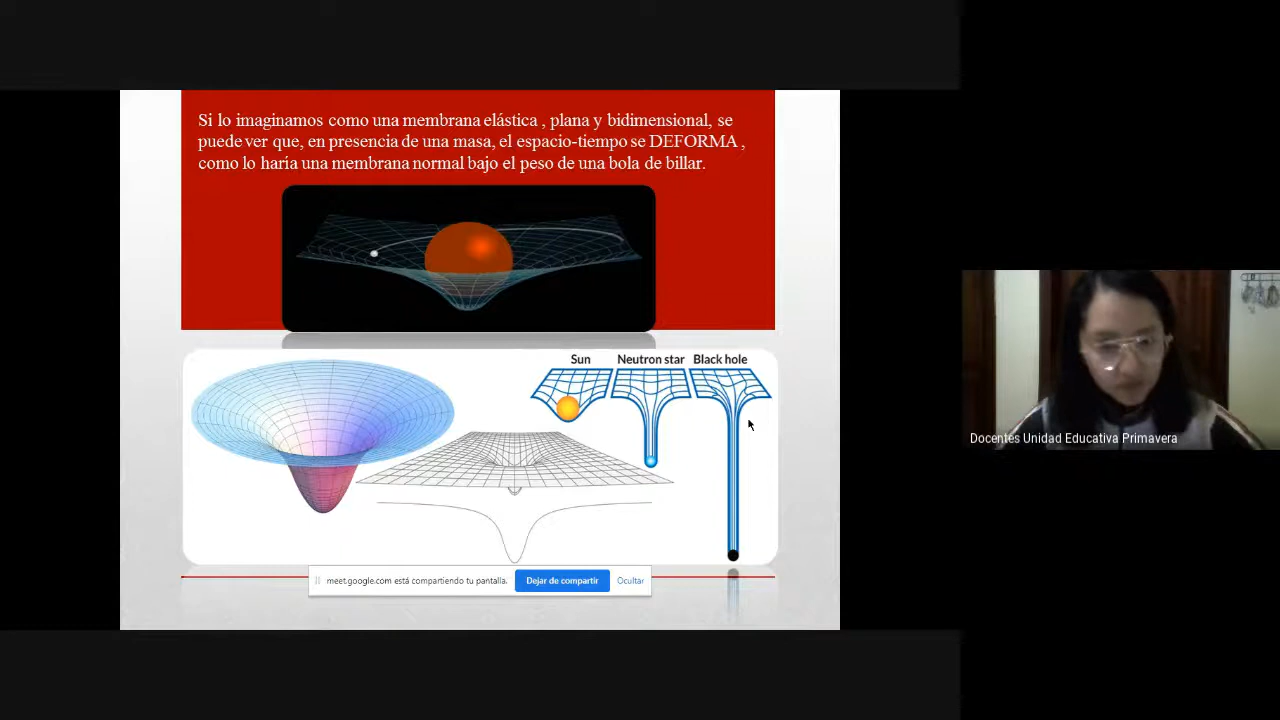 Si lo imaginamos como una membrana elástica , plana y bidimensional, se
puede ver que, en presencia de una masa, el espacio-tiempo se DEFORMA ,
como lo haría una membrana normal bajo el peso de una bola de billar.
Sun
Neutron star
Black hole
Docentes Unidad Educativa Primavera
meet.google.com está compartiendo tu pantalla.
Dejar de compartir
Ocultar